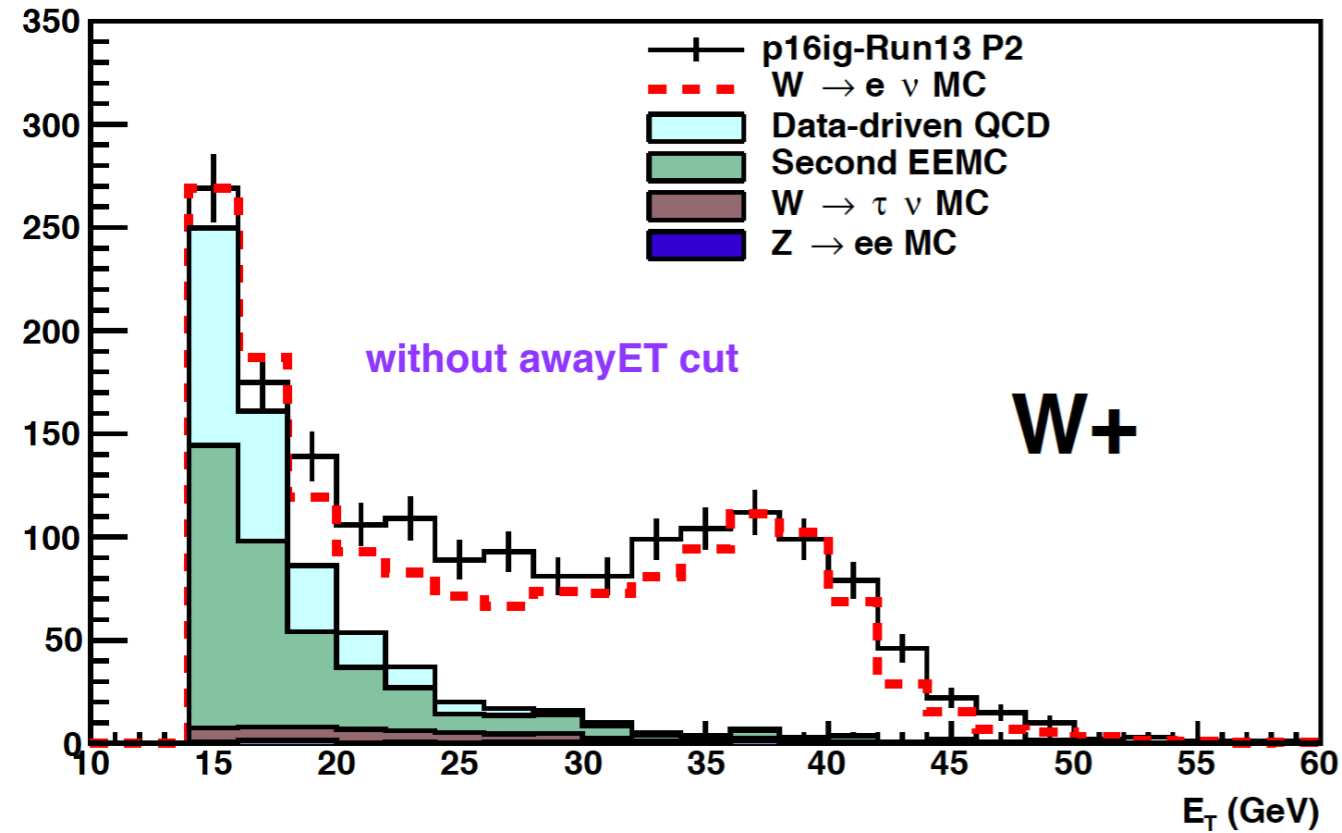 350
300
250
200
150
100
50
0
p16ig-Run13 P2
W → e ν MC
Data-driven QCD
Second EEMC
W → τ ν MC
Z → ee MC
without awayET cut
W+
10 15 20 25 30 35 40 45 50 55 60
E_T (GeV)